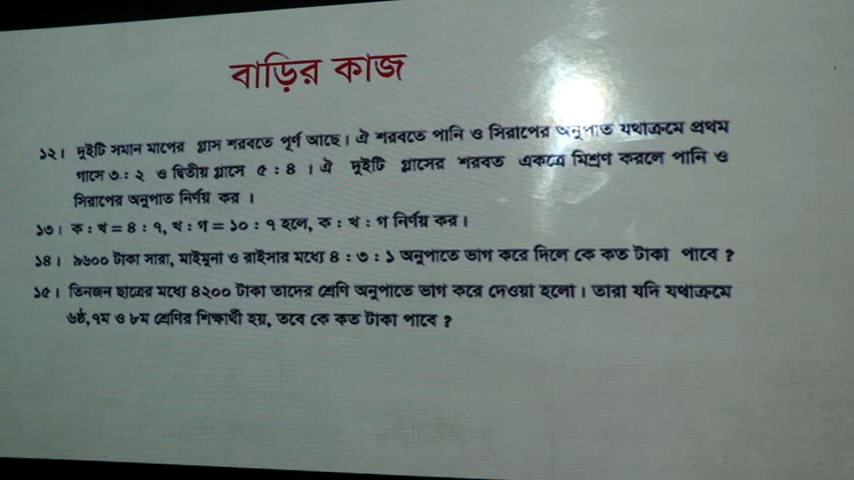 বাড়ির কাজ
১২। দুইটি সমান মাপের গ্লাস শরবতে পূর্ণ আছে। ঐ শরবতে পানি ও সিরাপের অনুপাত যথাক্রমে প্রথম
গাসে ৩ : ২ ও দ্বিতীয় গ্লাসে ৫ : ৪ । ঐ দুইটি গ্লাসের শরবত একত্রে মিশ্রণ করলে পানি ও
সিরাপের অনুপাত নির্ণয় কর ।
১৩। ক : খ = ৪ : ৭, খ : গ = ১০ : ৭ হলে, ক : খ : গ নির্ণয় কর।
১৪। ৯৬০০ টাকা সারা, মাইমুনা ও রাইসার মধ্যে ৪ : ৩ : ১ অনুপাতে ভাগ করে দিলে কে কত টাকা পাবে ?
১৫। তিনজন ছাত্রের মধ্যে ৪২০০ টাকা তাদের শ্রেণি অনুপাতে ভাগ করে দেওয়া হলো । তারা যদি যথাক্রমে
৬ষ্ঠ, ৭ম ও ৮ম শ্রেণির শিক্ষার্থী হয়, তবে কে কত টাকা পাবে ?